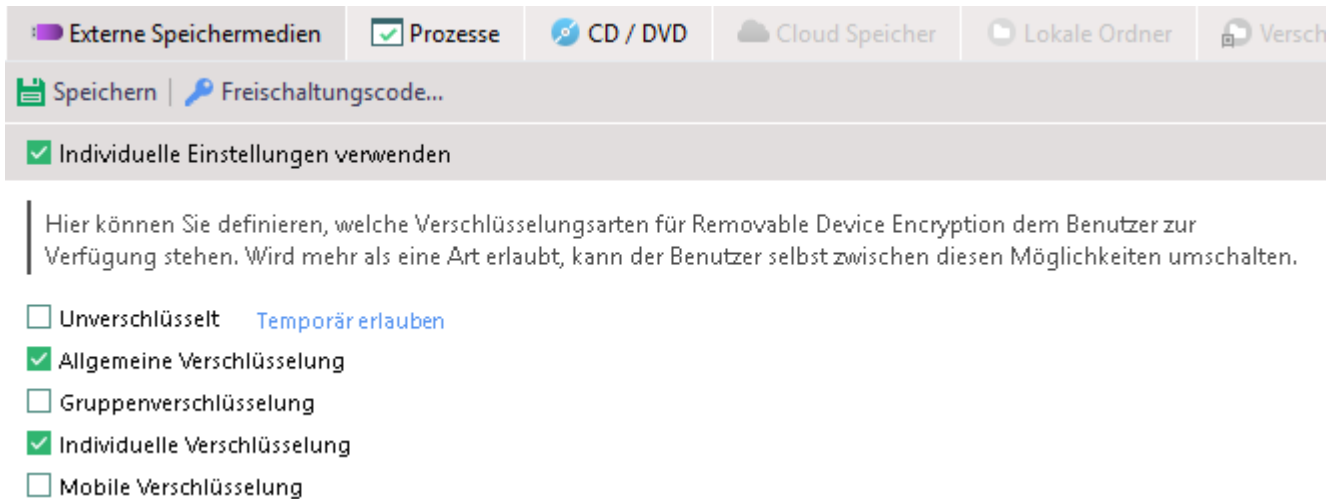 Externe Speichermedien Prozesse CD / DVD Cloud Speicher Lokale Ordner Versch
Speichern | Freischaltungscode...
Individuelle Einstellungen verwenden
Hier können Sie definieren, welche Verschlüsselungsarten für Removable Device Encryption dem Benutzer zur
Verfügung stehen. Wird mehr als eine Art erlaubt, kann der Benutzer selbst zwischen diesen Möglichkeiten umschalten.
Unverschlüsselt Temporär erlauben
Allgemeine Verschlüsselung
Gruppenverschlüsselung
Individuelle Verschlüsselung
Mobile Verschlüsselung